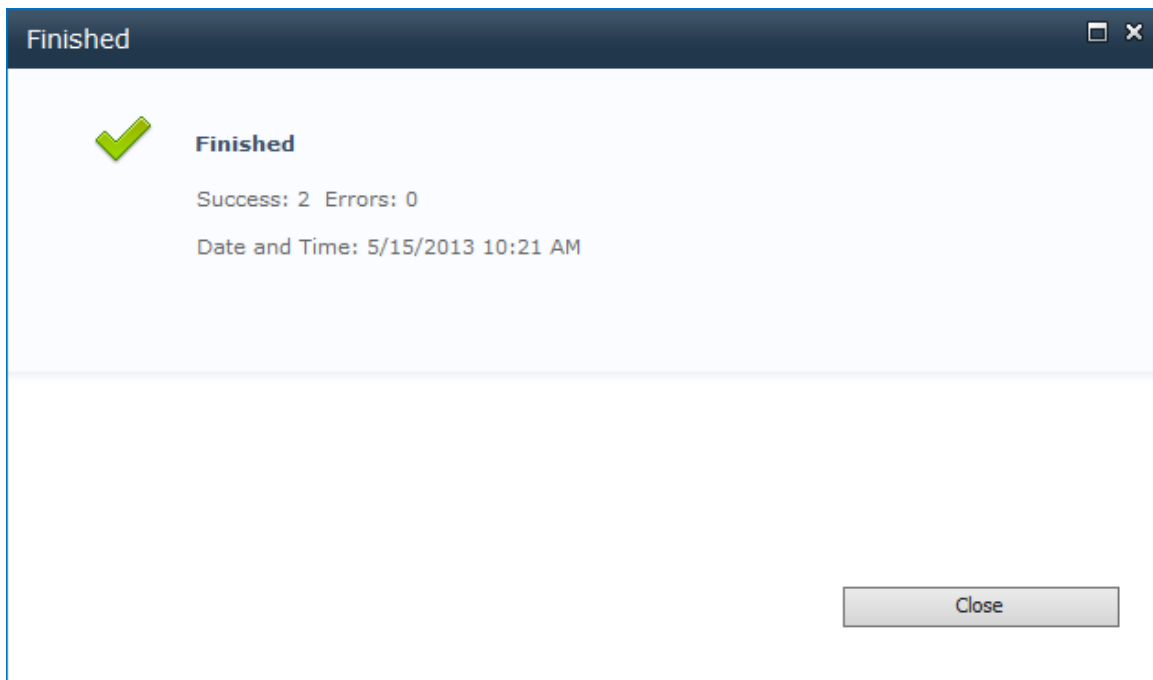 Finished
Finished
Success: 2 Errors: 0
Date and Time: 5/15/2013 10:21 AM
Close